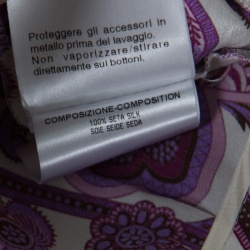 Proteggere gli accessori in
metallo prima del lavaggio.
Non vaporizzare/stirare
direttamente sui bottoni.
COMPOSIZIONE-COMPOSITION
100% SETA SILK
SOIE SEIDE SEDA